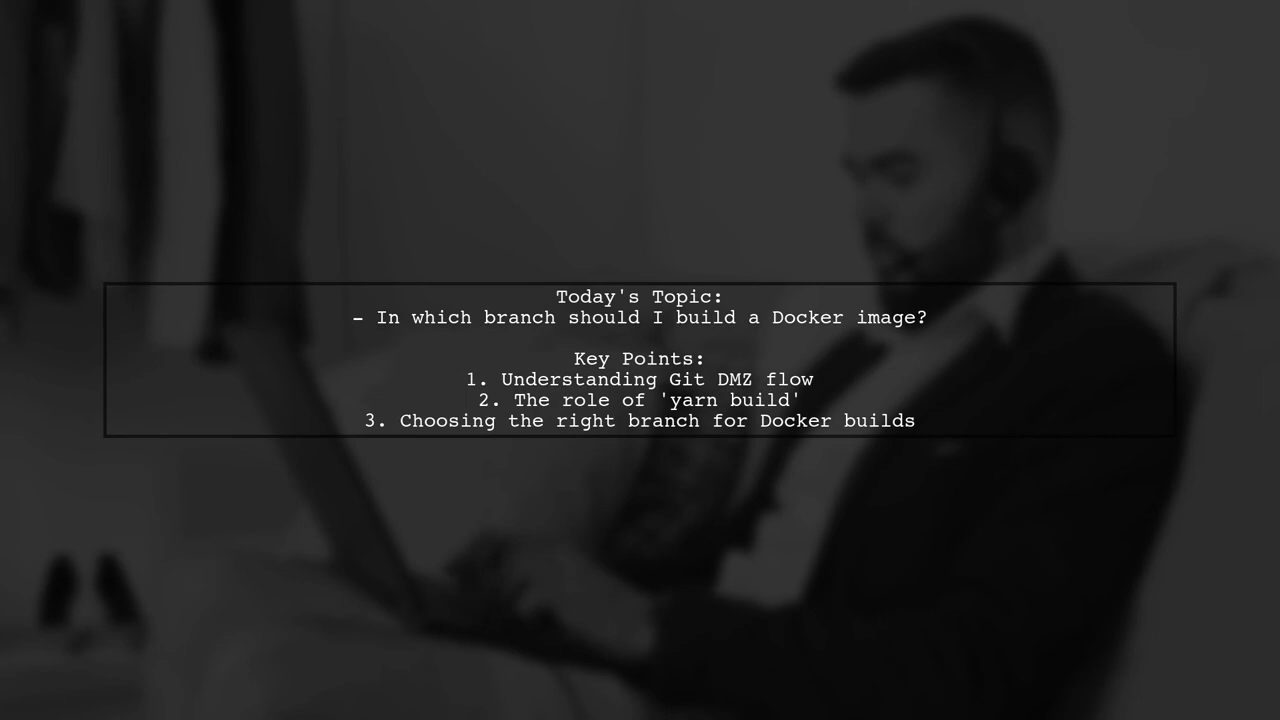 Today's Topic:
- In which branch should I build a Docker image?
Key Points:
1. Understanding Git DMZ flow
2. The role of 'yarn build'
3. Choosing the right branch for Docker builds